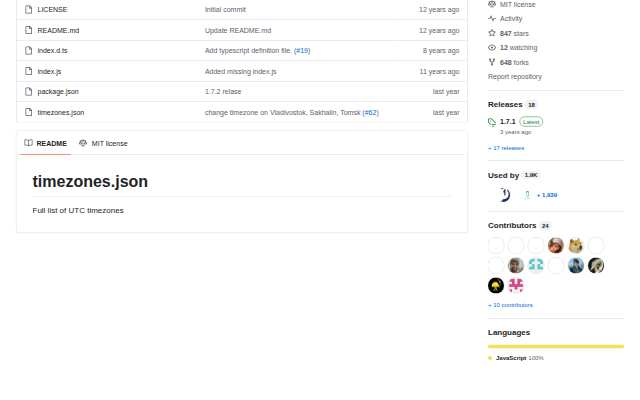 LICENSE Initial commit 12 years ago
README.md Update README.md 12 years ago
index.d.ts Add typescript definition file. (#19) 8 years ago
index.js Added missing index.js 11 years ago
package.json 1.7.2 relase last year
timezones.json change timezone on Vladivostok, Sakhalin, Tomsk (#62) last year
README MIT license
timezones.json
Full list of UTC timezones
MIT license
Activity
847 stars
12 watching
648 forks
Report repository
Releases 18
1.7.1 Latest
3 years ago
+ 17 releases
Used by 1.9K
+ 1,939
Contributors 24
+ 10 contributors
Languages
JavaScript 100%